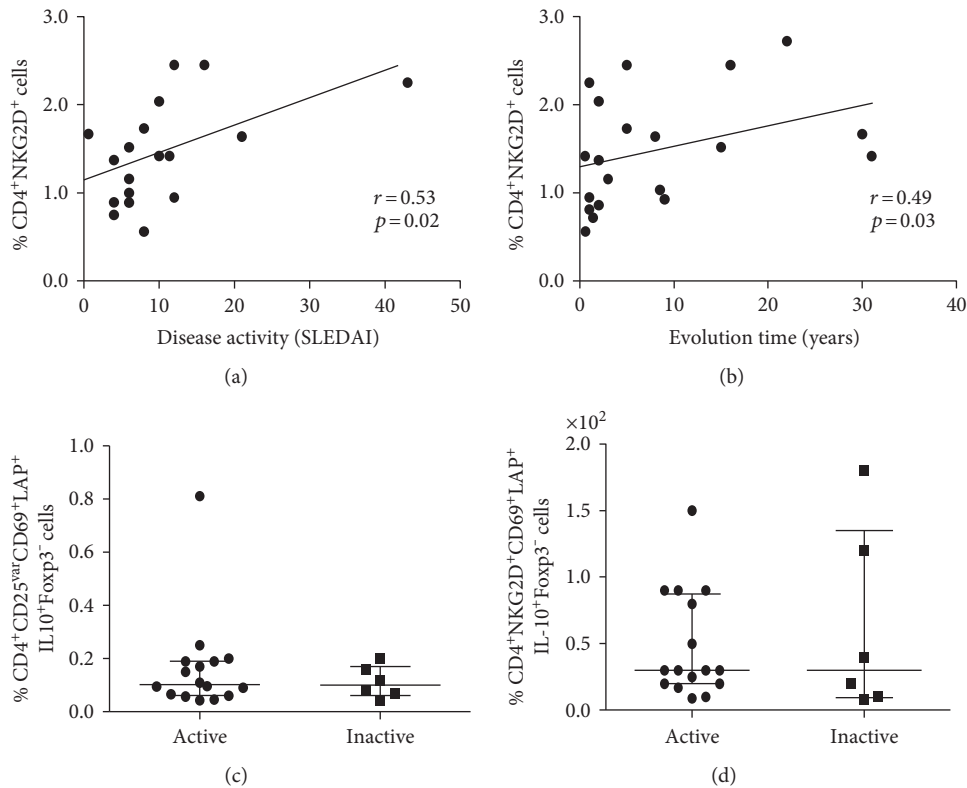 3.0
2.0
1.0
0.0
% CD4⁺NKG2D⁺ cells
r = 0.53
p = 0.02
0 10 20 30 40 50
Disease activity (SLEDAI)
(a)
3.0
2.0
1.0
0.0
% CD4⁺NKG2D⁺ cells
r = 0.49
p = 0.03
0 10 20 30 40
Evolution time (years)
(b)
1.0
0.8
0.6
0.4
0.2
0.0
% CD4⁺CD25ᵛᵃʳCD69⁺LAP⁺
IL10⁺Foxp3⁻ cells
Active Inactive
(c)
×10²
2.0
1.0
0.5
0.0
% CD4⁺NKG2D⁺CD69⁺LAP⁺
IL-10⁺Foxp3⁻ cells
Active Inactive
(d)